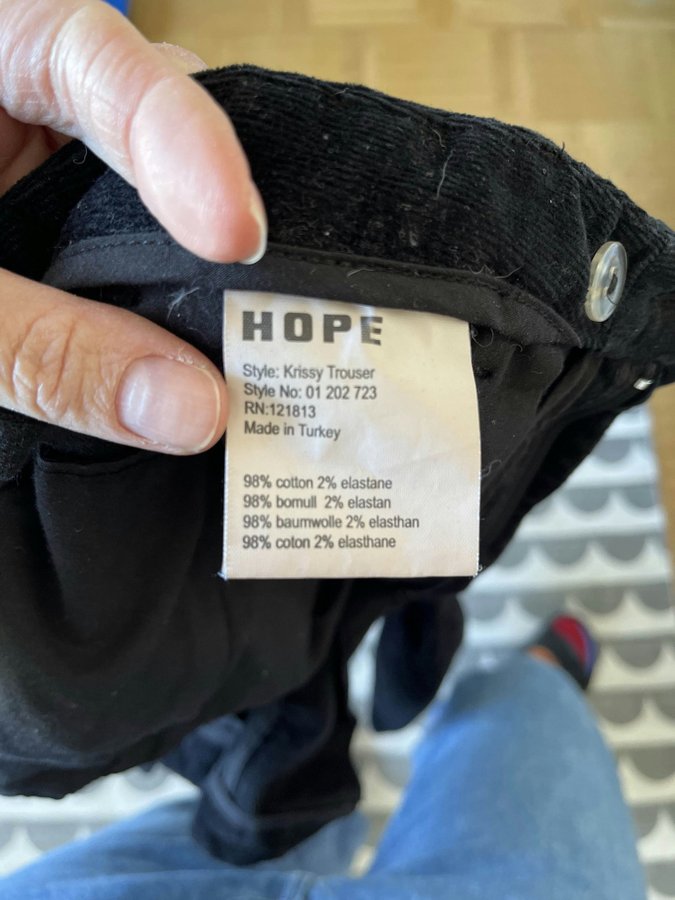 HOPE
Style: Krissy Trouser
Style No: 01 202 723
RN:121813
Made in Turkey
98% cotton 2% elastane
98% bomull 2% elastan
98% baumwolle 2% elasthan
98% coton 2% elasthane